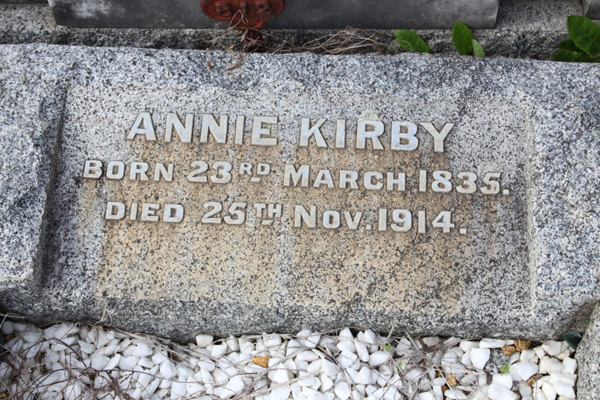 ANNIE KIRBY
BORN 23RD MARCH. 1835.
DIED 25TH NOV. 1914.